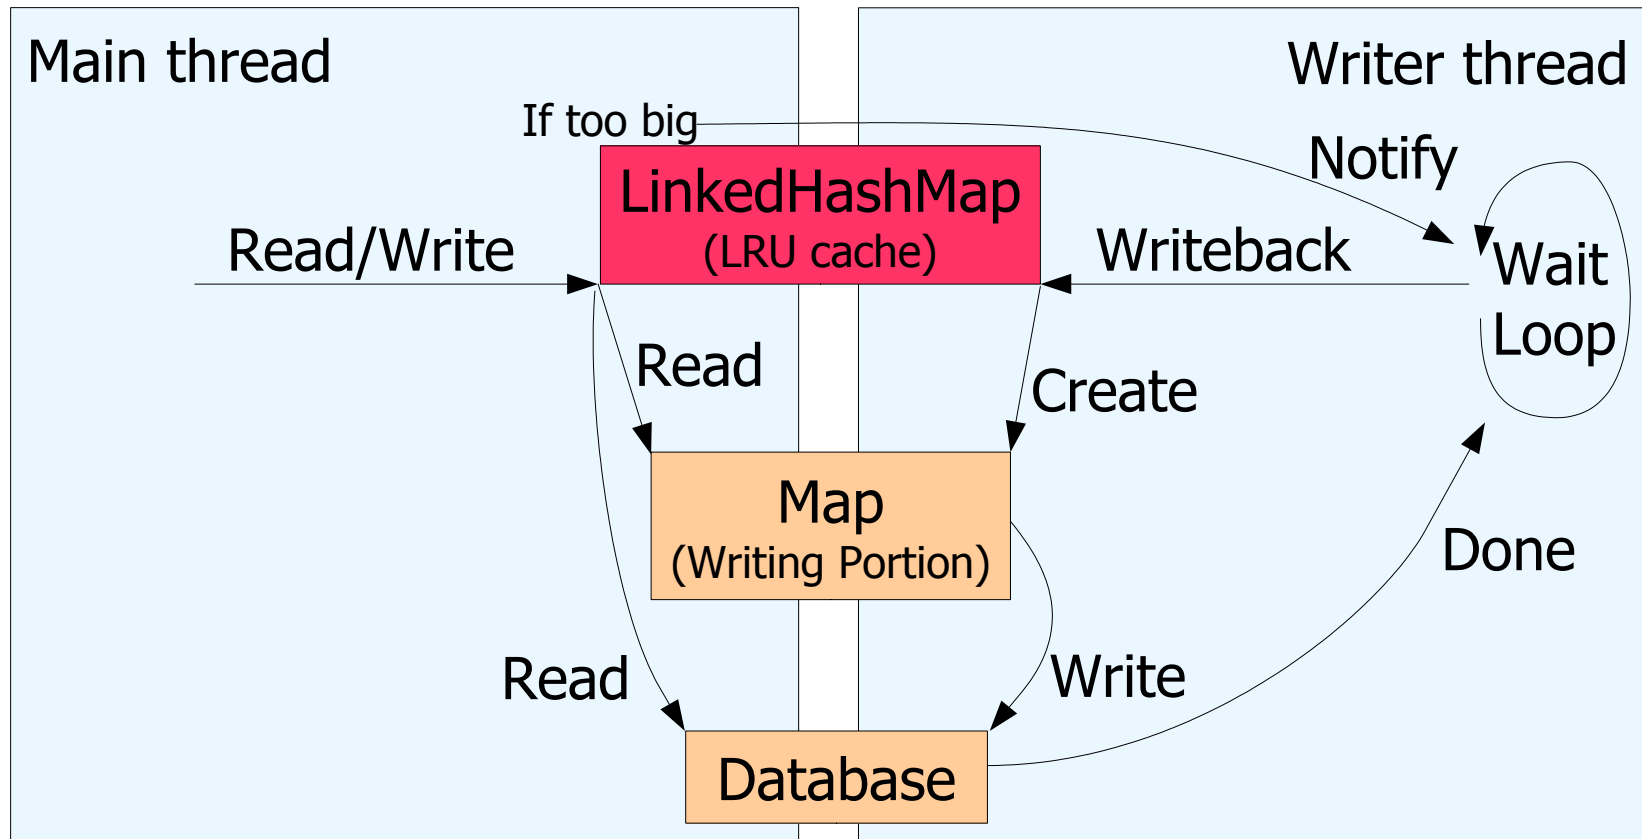 Main thread
Writer thread
If too big
Notify
LinkedHashMap
(LRU cache)
Read/Write
Writeback
Wait
Loop
Read
Create
Map
(Writing Portion)
Done
Read
Write
Database